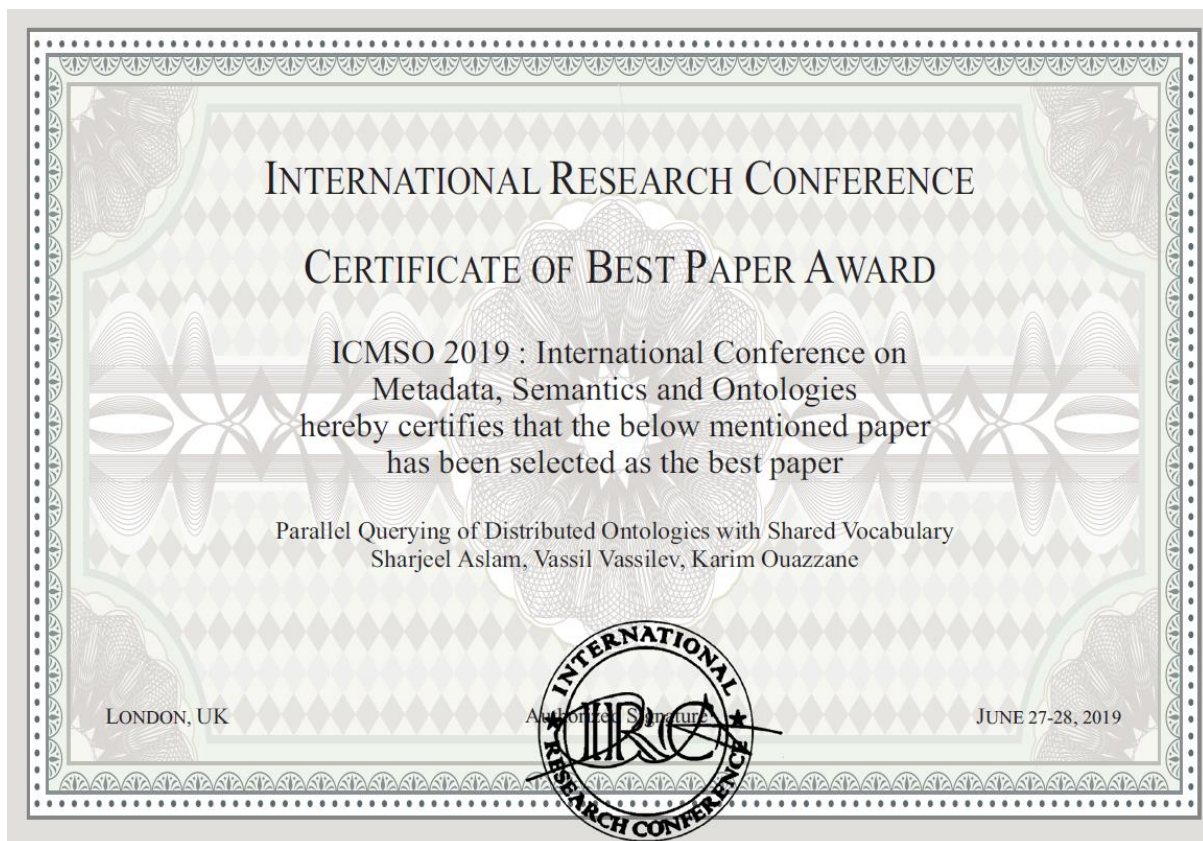 INTERNATIONAL RESEARCH CONFERENCE
CERTIFICATE OF BEST PAPER AWARD
ICMSO 2019 : International Conference on
Metadata, Semantics and Ontologies
hereby certifies that the below mentioned paper
has been selected as the best paper
Parallel Querying of Distributed Ontologies with Shared Vocabulary
Sharjeel Aslam, Vassil Vassilev, Karim Ouazzane
LONDON, UK
Authorized Signature
JUNE 27-28, 2019
INTERNATIONAL
IRC
RESEARCH CONFERENCE